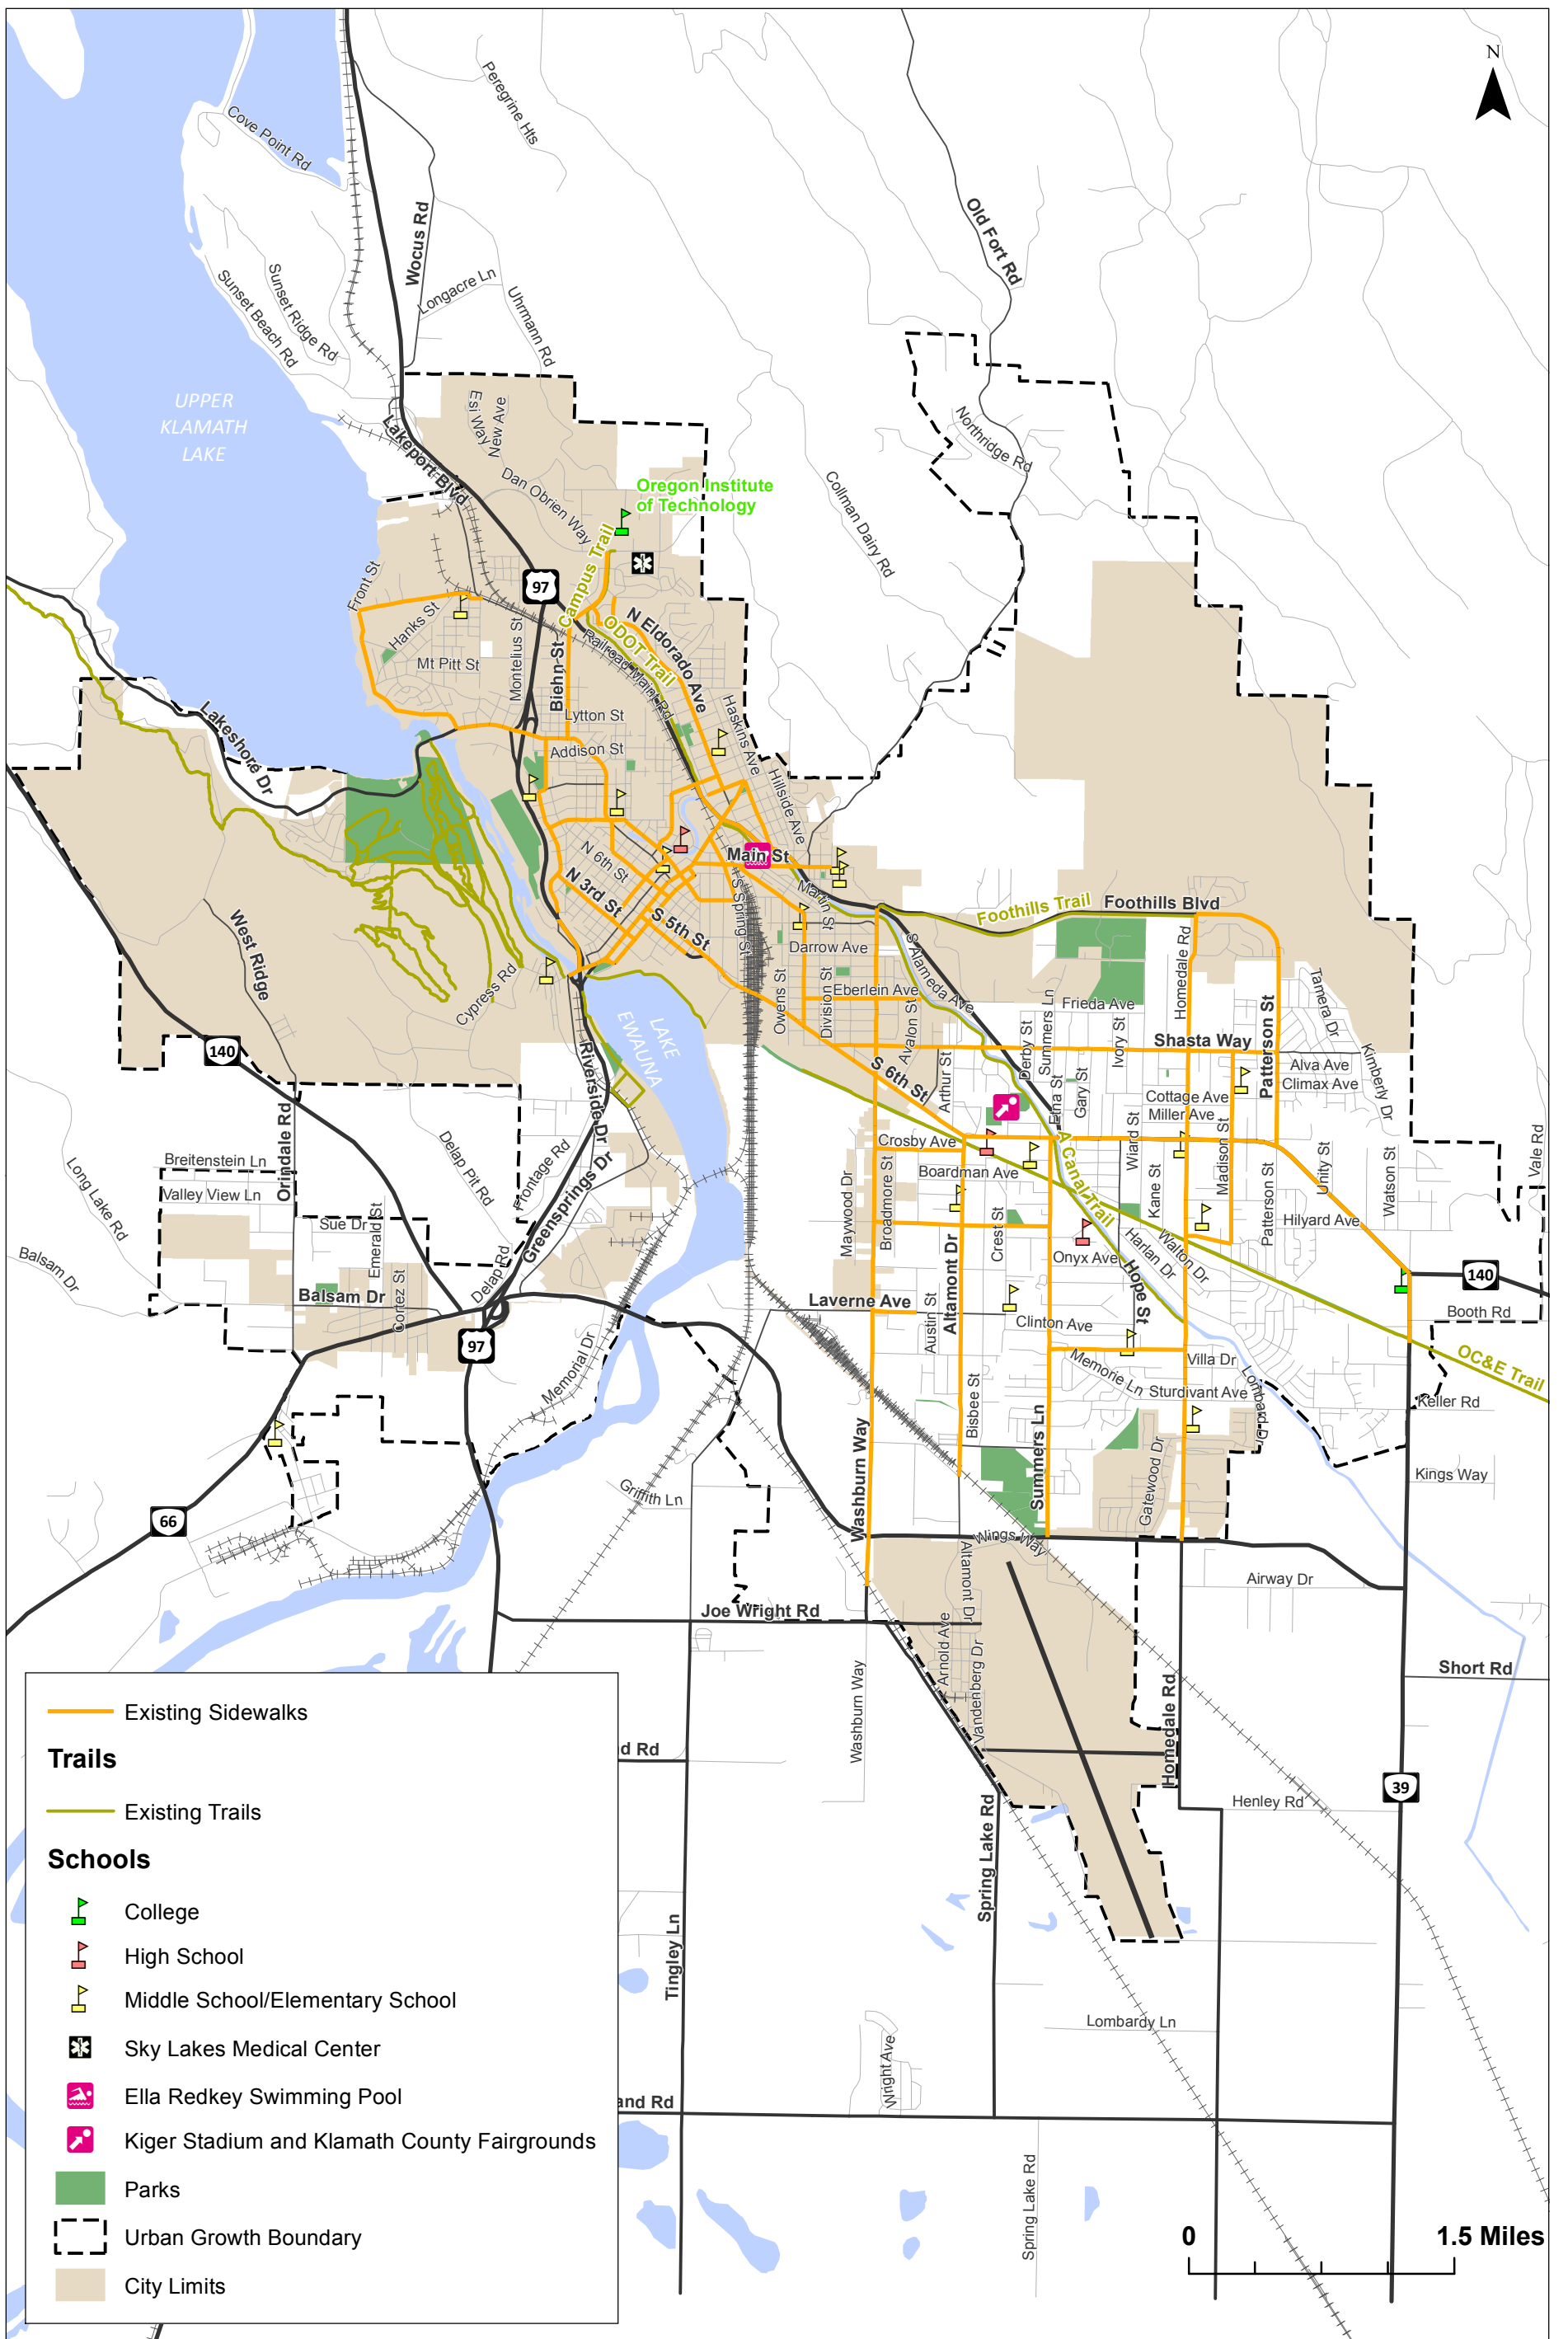 N
Peregrine Hts
Cove Point Rd
Old Fort Rd
Wocus Rd
Sunset Ridge Rd
Sunset Beach Rd
Longacre Ln
Uhrmann Rd
UPPER
KLAMATH
LAKE
Esi Way
New Ave
Lakeport Blvd
Northridge Rd
Dan Obrien Way
Oregon Institute
of Technology
Collman Dairy Rd
Campus Trail
97
Front St
Hanks St
N Eldorado Ave
ODOT Trail
Railroad Maint Rd
Mt Pitt St
Montelius St
Biehn St
Lakeshore Dr
Lytton St
Haskins Ave
Addison St
Hillside Ave
N 6th St
Main St
N 3rd St
Martin St
S Spring St
S 5th St
Foothills Trail
Foothills Blvd
West Ridge
Darrow Ave
S Alameda Ave
Homedale Rd
Cypress Rd
Tamera Dr
Owens St
Division St
Eberlein Ave
Frieda Ave
Summers Ln
Patterson St
LAKE
EWAUNA
Avalon St
Derby St
Ivory St
Shasta Way
140
Riverside Dr
S 6th St
Arthur St
Alva Ave
Kimberly Dr
Climax Ave
Etna St
Gary St
Cottage Ave
Miller Ave
Orindale Rd
Delap Pit Rd
Frontage Rd
Greensprings Dr
Crosby Ave
A Canal Trail
Wiard St
Madison St
Vale Rd
Breitenstein Ln
Boardman Ave
Unity St
Watson St
Long Lake Rd
Valley View Ln
Kane St
Patterson St
Maywood Dr
Broadmore St
Crest St
Sue Dr
Emerald St
Hilyard Ave
Balsam Dr
Delap Rd
Altamont Dr
Onyx Ave
Harlan Dr
Walton Dr
Hope St
140
Balsam Dr
Cortez St
Laverne Ave
Booth Rd
Austin St
Clinton Ave
97
Memorial Dr
Villa Dr
OC&E Trail
Memorie Ln
Sturdivant Ave
Lombard Dr
Bisbee St
Keller Rd
Washburn Way
Summers Ln
Gatewood Dr
Kings Way
Griffith Ln
66
Wings Way
Altamont Dr
Airway Dr
Joe Wright Rd
Arnold Ave
Vandenberg Dr
Short Rd
Washburn Way
Homedale Rd
d Rd
39
Spring Lake Rd
Henley Rd
Tingley Ln
Lombardy Ln
Wright Ave
and Rd
Spring Lake Rd
Existing Sidewalks
Trails
Existing Trails
Schools
College
High School
Middle School/Elementary School
Sky Lakes Medical Center
Ella Redkey Swimming Pool
Kiger Stadium and Klamath County Fairgrounds
Parks
Urban Growth Boundary
City Limits
0
1.5 Miles